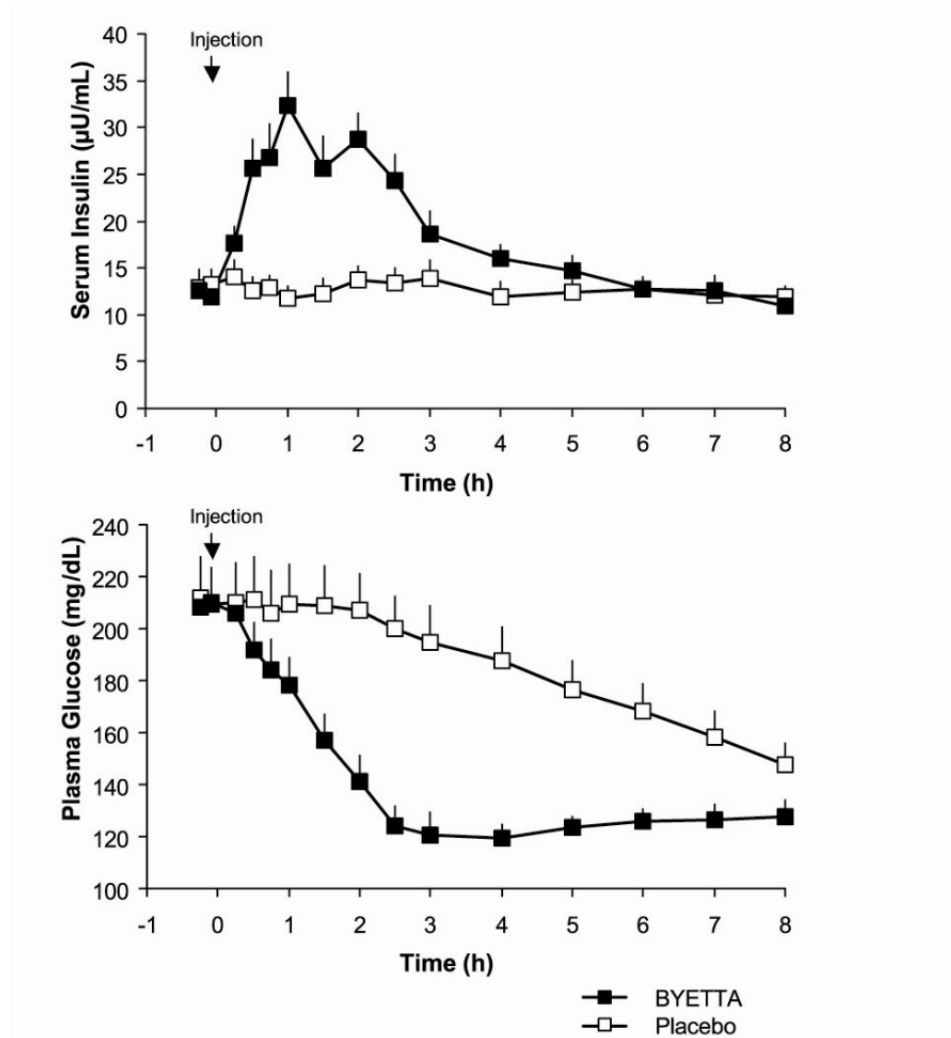 Injection
Serum Insulin (µU/mL)
40
35
30
25
20
15
10
5
0
-1 0 1 2 3 4 5 6 7 8
Time (h)
Injection
Plasma Glucose (mg/dL)
240
220
200
180
160
140
120
100
-1 0 1 2 3 4 5 6 7 8
Time (h)
BYETTA
Placebo